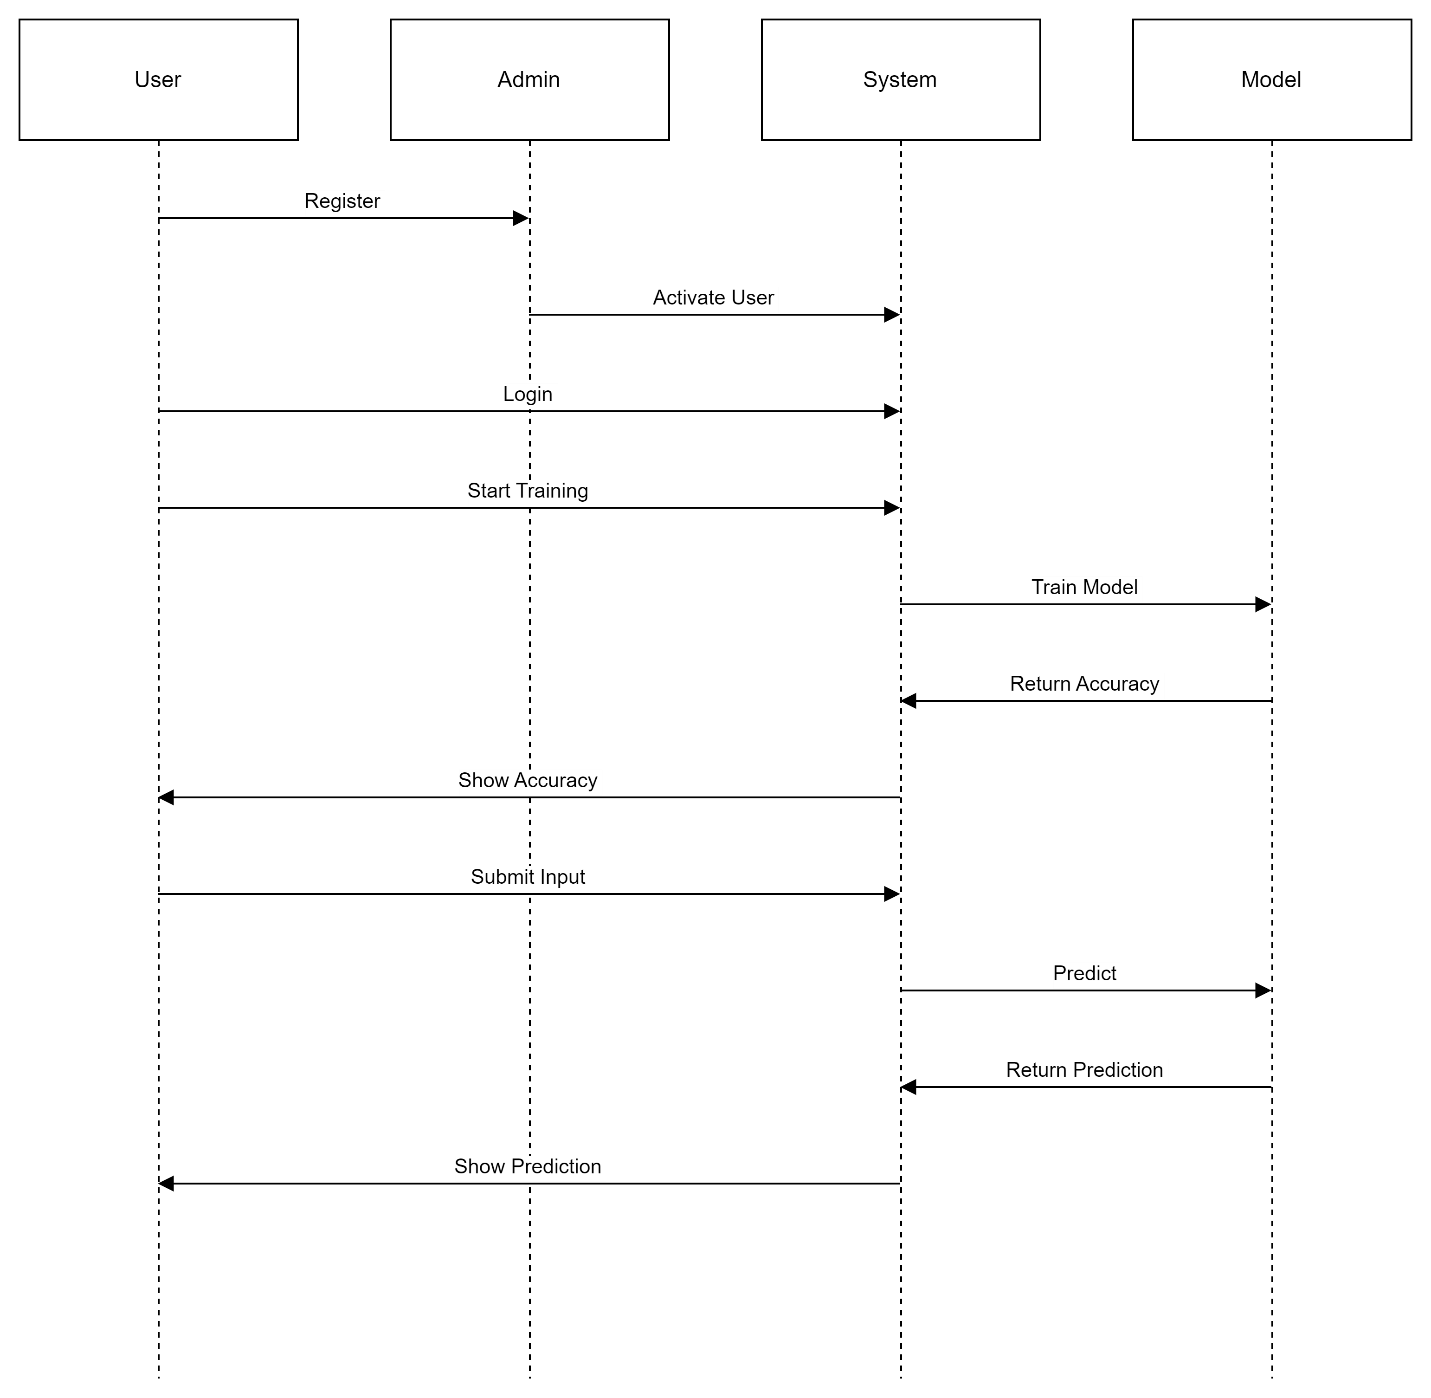 User
Admin
System
Model
Register
Activate User
Login
Start Training
Train Model
Return Accuracy
Show Accuracy
Submit Input
Predict
Return Prediction
Show Prediction